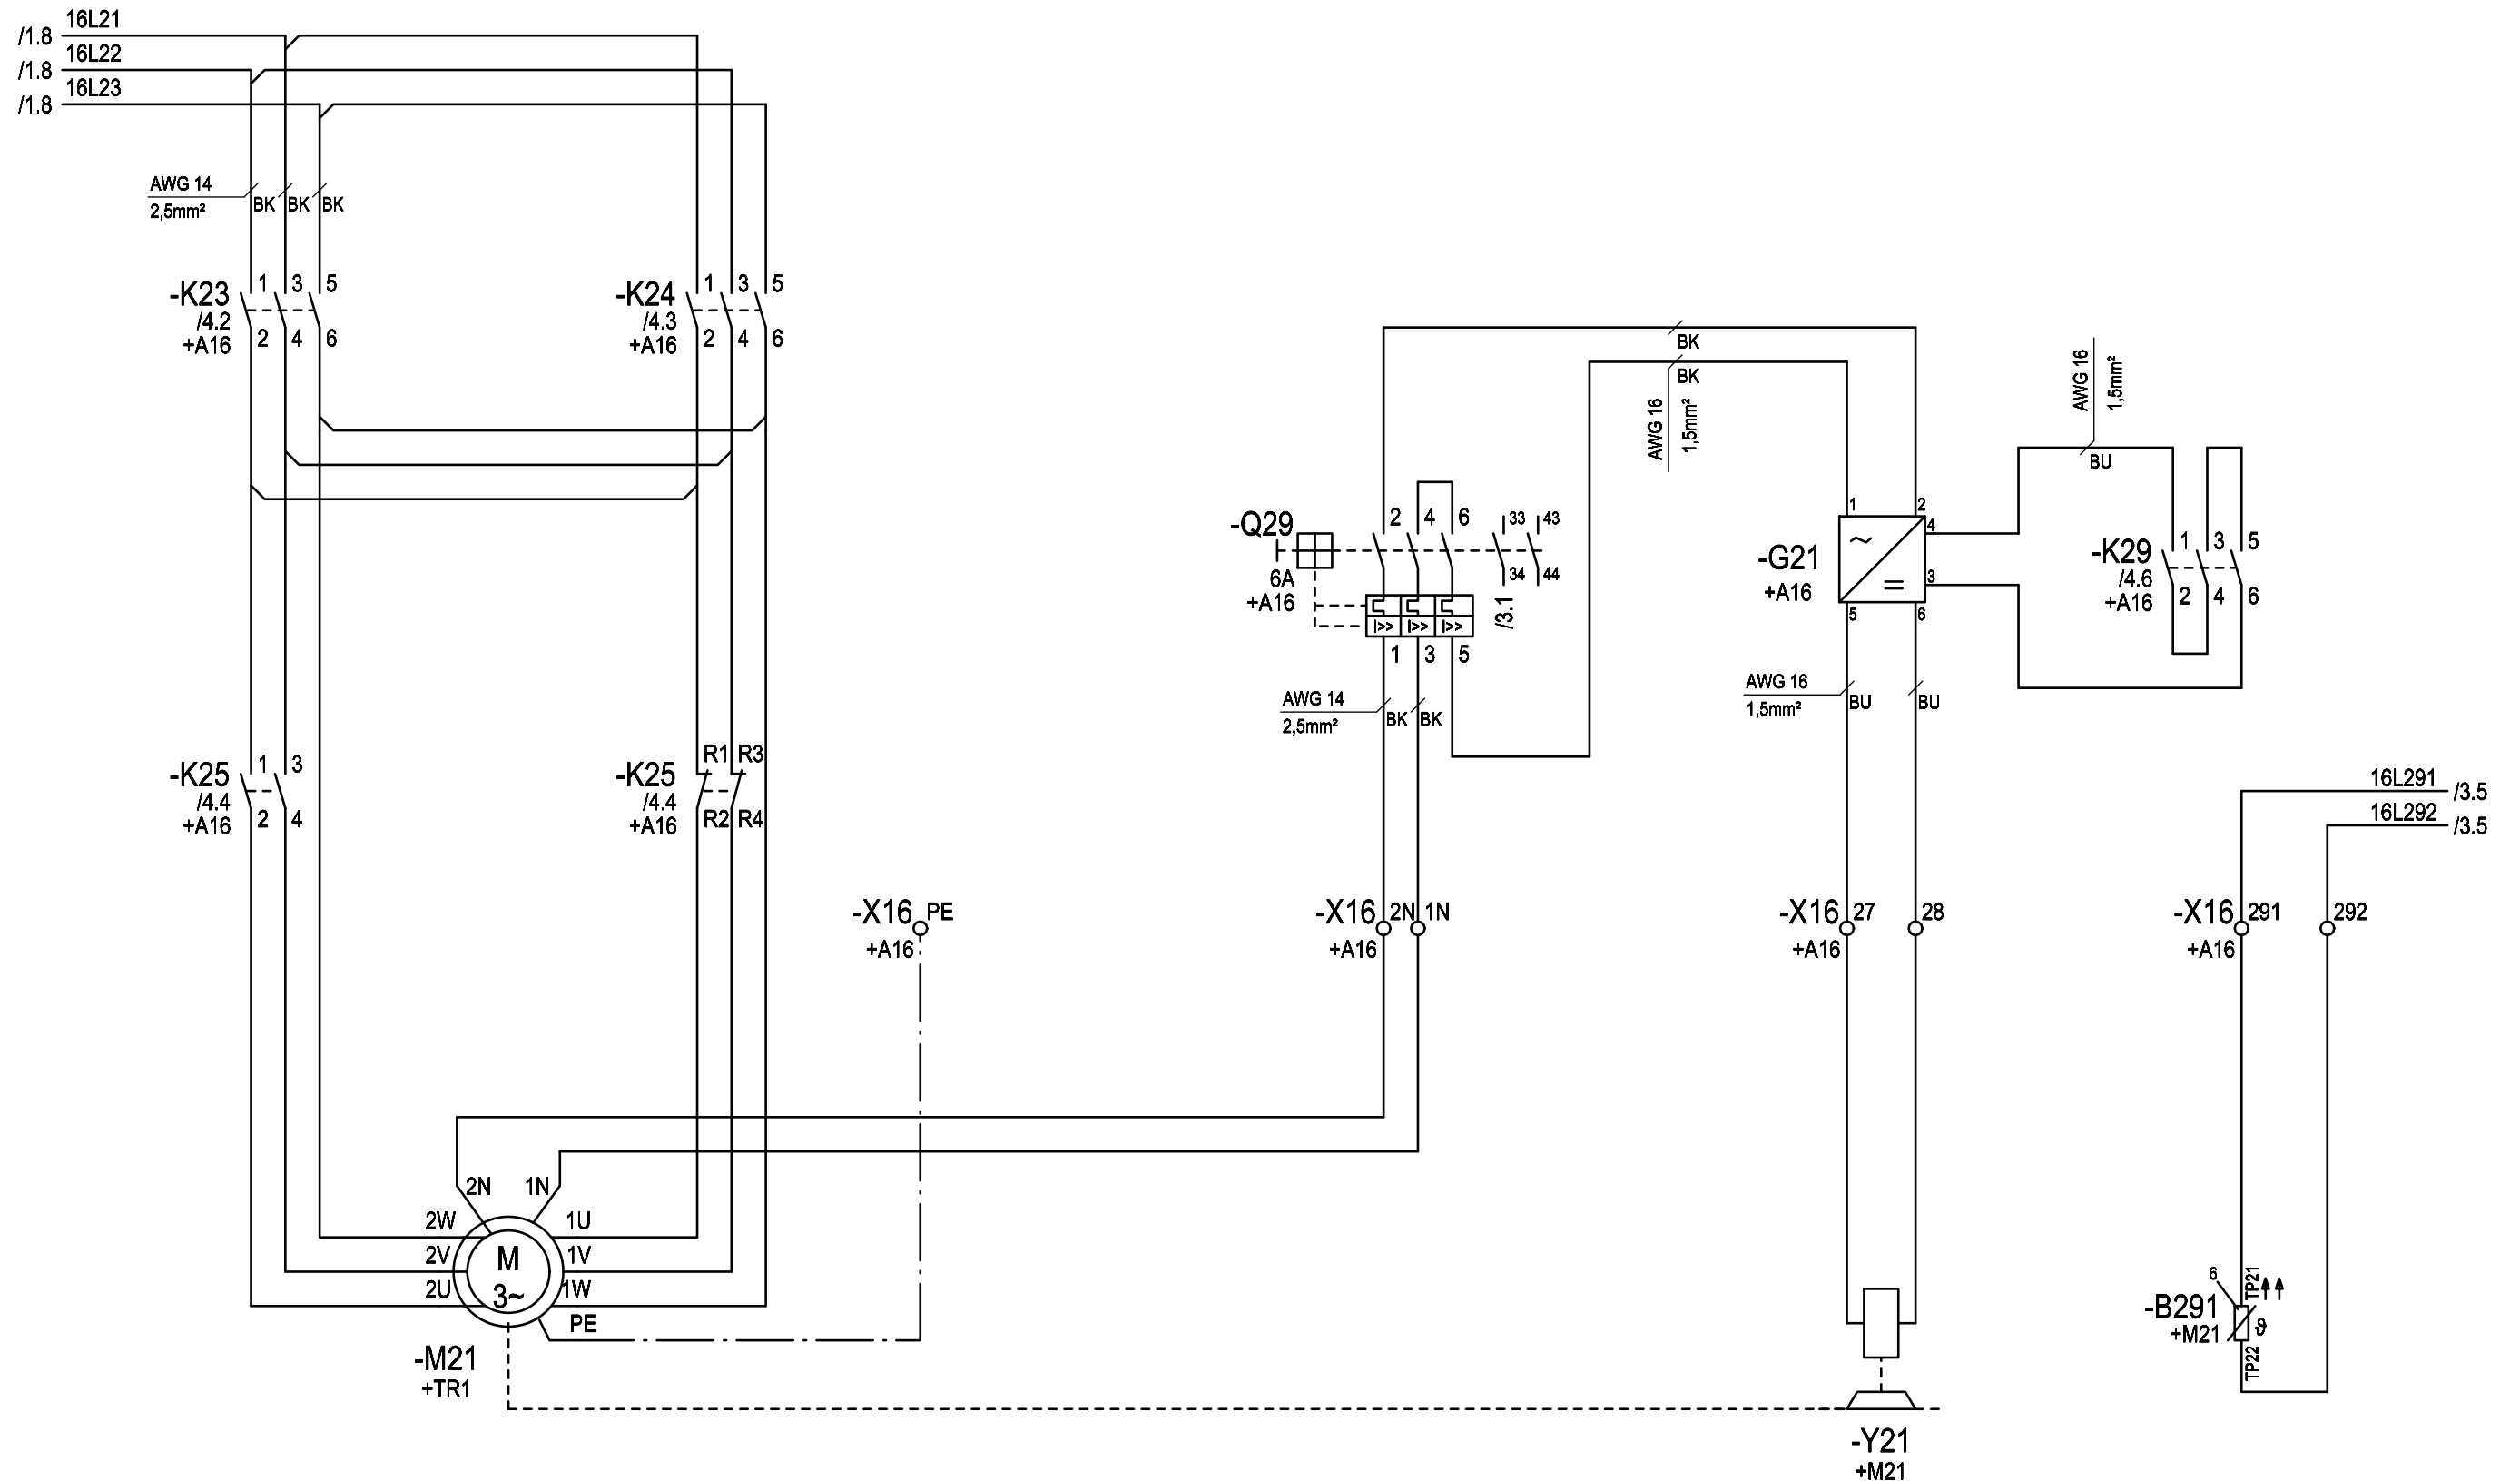 16L21
/1.8
16L22
/1.8
16L23
/1.8
AWG 14
2,5mm²
BK BK BK
-K23
/4.2
+A16
1 3 5
2 4 6
-K24
/4.3
+A16
1 3 5
2 4 6
BK
BK
AWG 16
1,5mm²
AWG 16
1,5mm²
BU
-Q29
6A
+A16
2 4 6
33 43
34 44
I>> I>> I>>
/3.1
1 3 5
-G21
+A16
1 2
4
3
5 6
~
=
-K29
/4.6
+A16
1 3 5
2 4 6
AWG 14
2,5mm²
BK BK
AWG 16
1,5mm²
BU BU
-K25
/4.4
+A16
1 3
2 4
-K25
/4.4
+A16
R1 R3
R2 R4
16L291
/3.5
16L292
/3.5
-X16 PE
+A16
-X16 2N 1N
+A16
-X16 27 28
+A16
-X16 291 292
+A16
2N 1N
2W 1U
2V 1V
2U 1W
PE
M
3~
-M21
+TR1
6
TP21
-B291
+M21
ϑ
TP22
-Y21
+M21